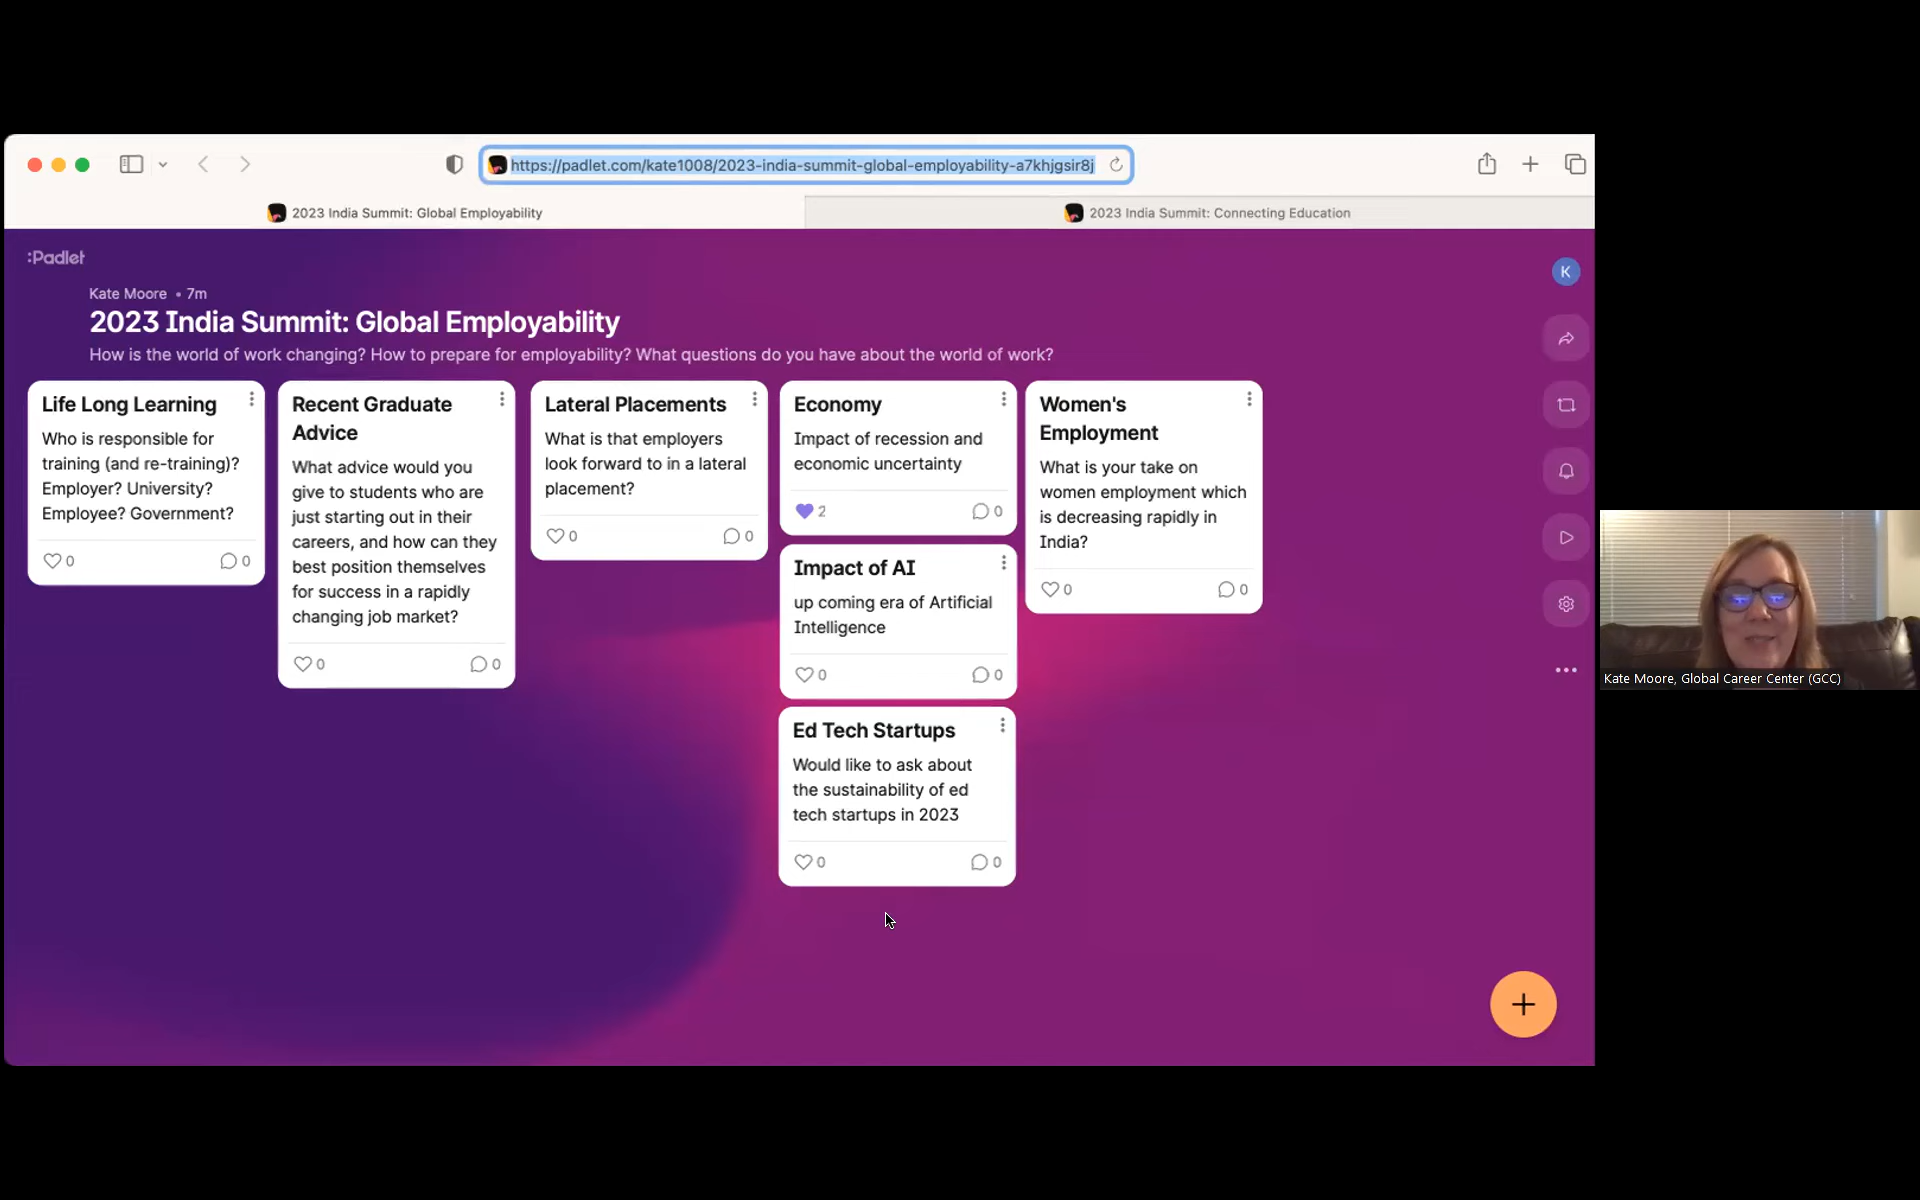 https://padlet.com/kate1008/2023-india-summit-global-employability-a7khjgsir8j
2023 India Summit: Global Employability
2023 India Summit: Connecting Education
:Padlet
K
Kate Moore • 7m
2023 India Summit: Global Employability
How is the world of work changing? How to prepare for employability? What questions do you have about the world of work?
Life Long Learning
Who is responsible for
training (and re-training)?
Employer? University?
Employee? Government?
0
0
Recent Graduate
Advice
What advice would you
give to students who are
just starting out in their
careers, and how can they
best position themselves
for success in a rapidly
changing job market?
0
0
Lateral Placements
What is that employers
look forward to in a lateral
placement?
0
0
Economy
Impact of recession and
economic uncertainty
2
0
Impact of AI
up coming era of Artificial
Intelligence
0
0
Ed Tech Startups
Would like to ask about
the sustainability of ed
tech startups in 2023
0
0
Women's
Employment
What is your take on
women employment which
is decreasing rapidly in
India?
0
0
Kate Moore, Global Career Center (GCC)